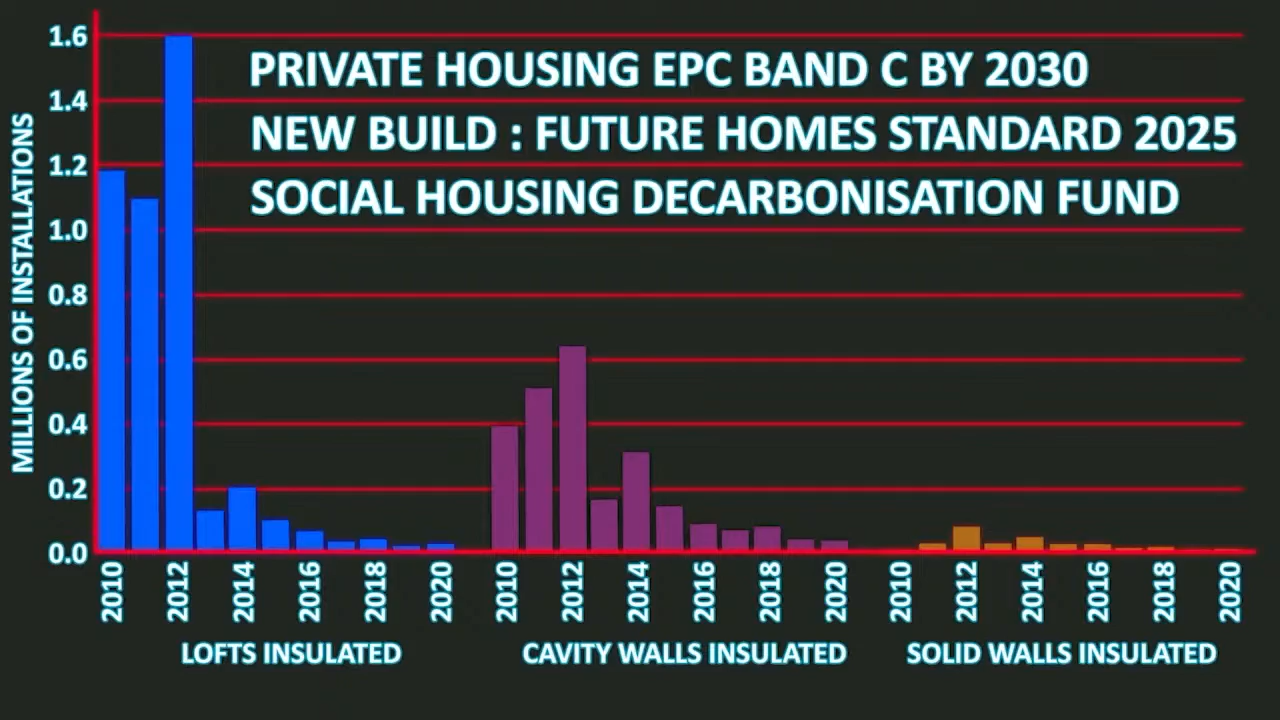 PRIVATE HOUSING EPC BAND C BY 2030
NEW BUILD : FUTURE HOMES STANDARD 2025
SOCIAL HOUSING DECARBONISATION FUND
MILLIONS OF INSTALLATIONS
1.6
1.4
1.2
1.0
0.8
0.6
0.4
0.2
0.0
2010 2012 2014 2016 2018 2020 2010 2012 2014 2016 2018 2020 2010 2012 2014 2016 2018 2020
LOFTS INSULATED CAVITY WALLS INSULATED SOLID WALLS INSULATED